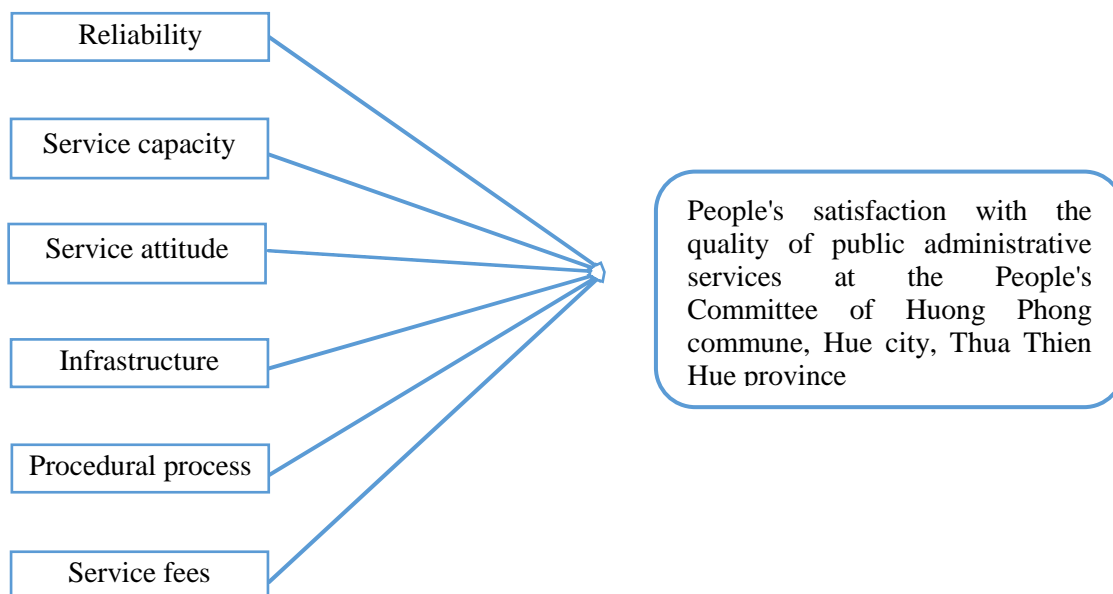 Reliability
Service capacity
Service attitude
Infrastructure
Procedural process
Service fees
People's satisfaction with the
quality of public administrative
services at the People's
Committee of Huong Phong
commune, Hue city, Thua Thien
Hue province